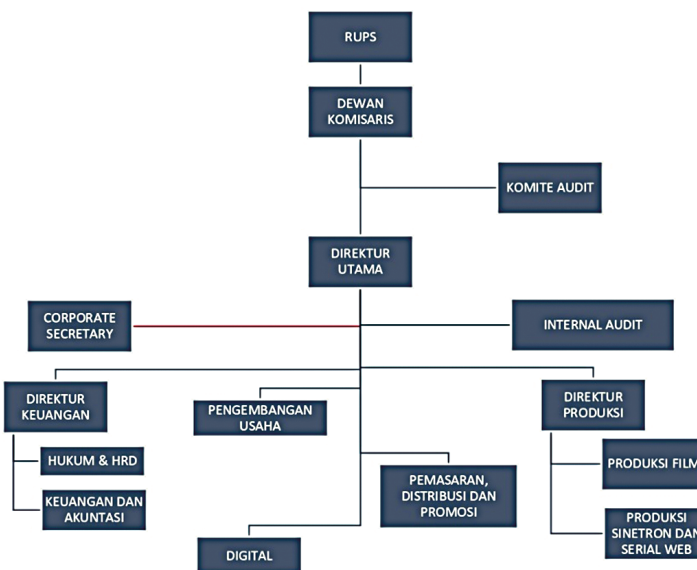 RUPS
DEWAN
KOMISARIS
KOMITE AUDIT
DIREKTUR
UTAMA
CORPORATE
SECRETARY
INTERNAL AUDIT
DIREKTUR
KEUANGAN
PENGEMBANGAN
USAHA
DIREKTUR
PRODUKSI
HUKUM & HRD
KEUANGAN DAN
AKUNTASI
PEMASARAN,
DISTRIBUSI DAN
PROMOSI
PRODUKSI FILM
PRODUKSI
SINETRON DAN
SERIAL WEB
DIGITAL